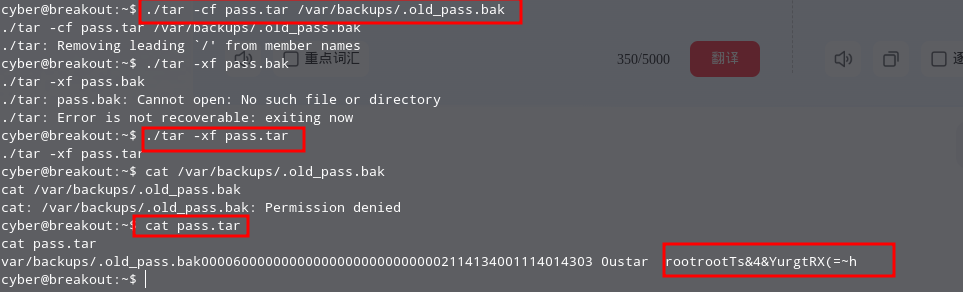 cyber@breakout:~$ ./tar -cf pass.tar /var/backups/.old_pass.bak
./tar -cf pass.tar /var/backups/.old_pass.bak
./tar: Removing leading `/' from member names
cyber@breakout:~$ ./tar -xf pass.bak
重点词汇
350/5000
翻译
./tar -xf pass.bak
./tar: pass.bak: Cannot open: No such file or directory
./tar: Error is not recoverable: exiting now
cyber@breakout:~$ ./tar -xf pass.tar
./tar -xf pass.tar
cyber@breakout:~$ cat /var/backups/.old_pass.bak
cat /var/backups/.old_pass.bak
cat: /var/backups/.old_pass.bak: Permission denied
cyber@breakout:~$ cat pass.tar
cat pass.tar
var/backups/.old_pass.bak0000600000000000000000000000002114134001114014303 0ustar  rootrootTs&4&YurgtRX(=~h
cyber@breakout:~$